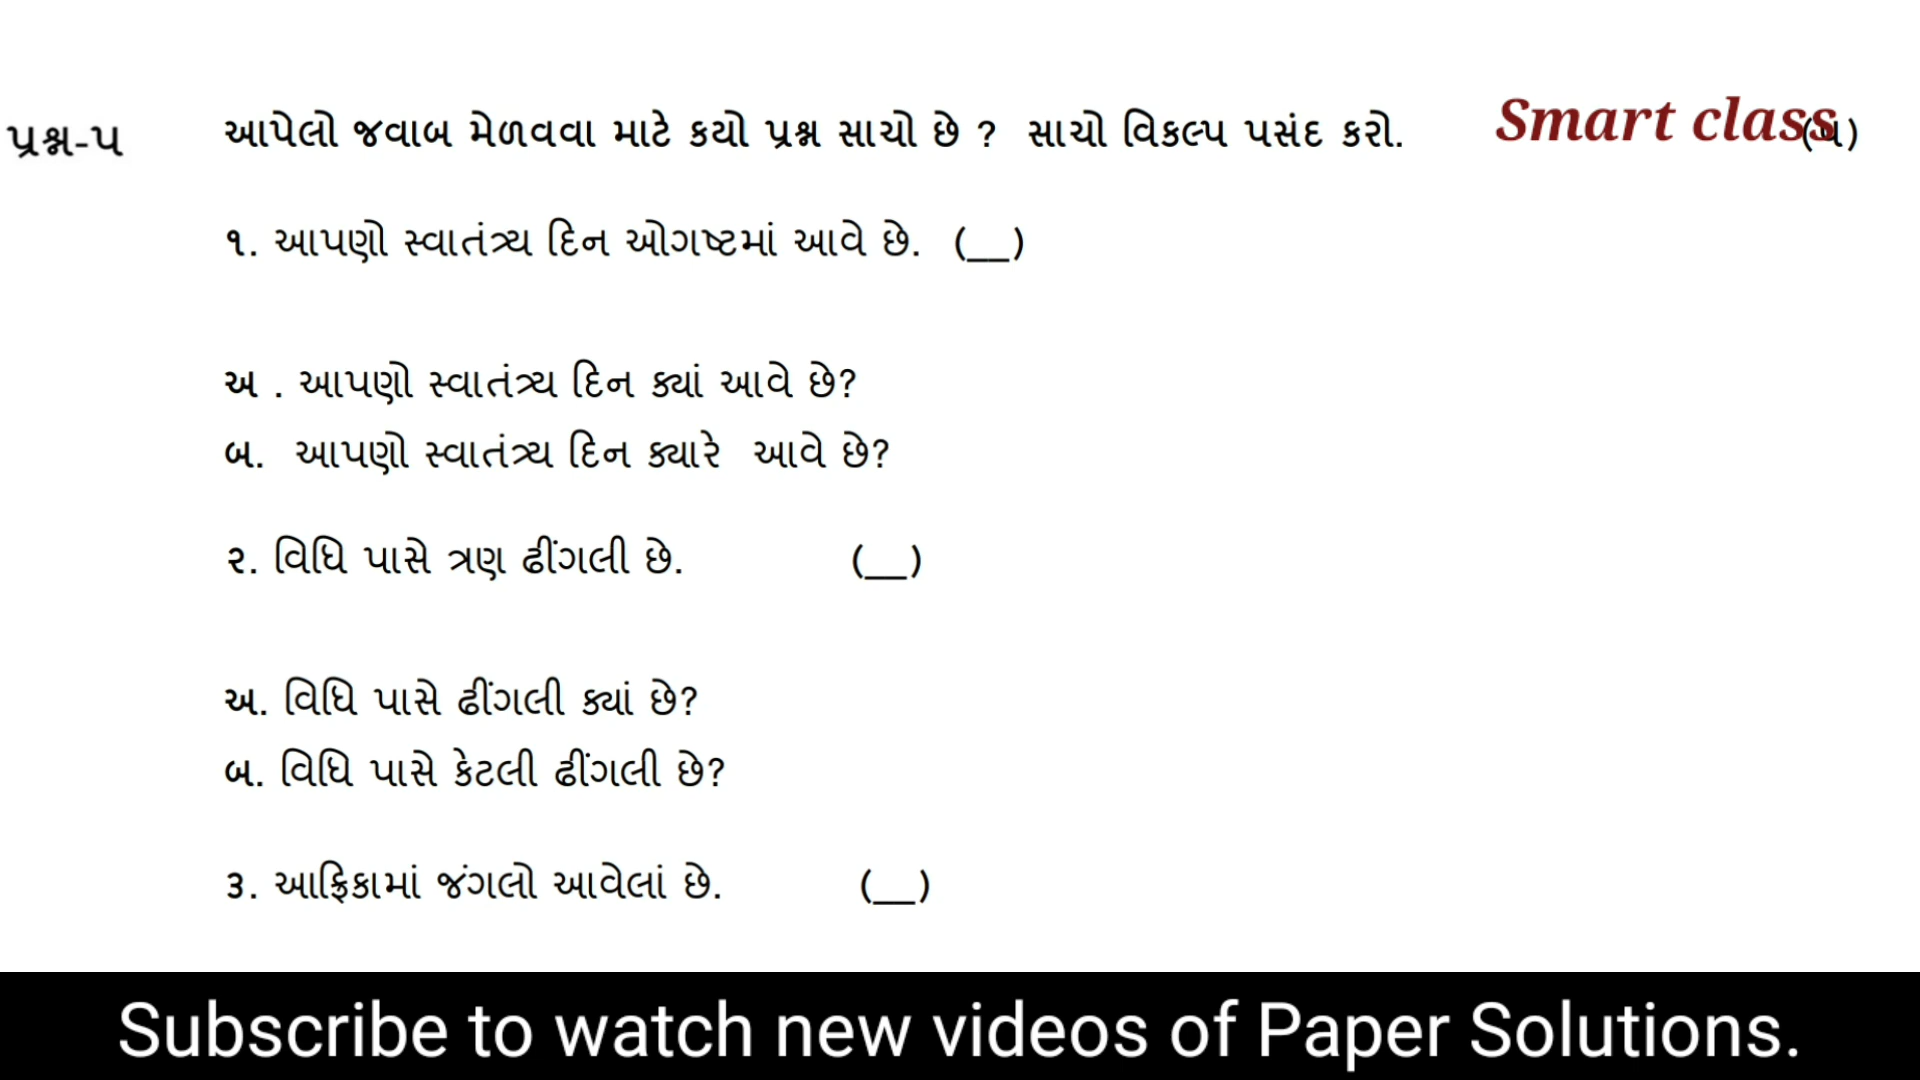 પ્રશ્ન-૫ આપેલો જવાબ મેળવવા માટે કયો પ્રશ્ન સાચો છે ? સાચો વિકલ્પ પસંદ કરો. Smart class (૫)
૧. આપણો સ્વાતંત્ર્ય દિન ઓગષ્ટમાં આવે છે. (__)
અ . આપણો સ્વાતંત્ર્ય દિન ક્યાં આવે છે?
બ. આપણો સ્વાતંત્ર્ય દિન ક્યારે આવે છે?
૨. વિધિ પાસે ત્રણ ઢીંગલી છે. (__)
અ. વિધિ પાસે ઢીંગલી ક્યાં છે?
બ. વિધિ પાસે કેટલી ઢીંગલી છે?
૩. આફ્રિકામાં જંગલો આવેલાં છે. (__)
Subscribe to watch new videos of Paper Solutions.